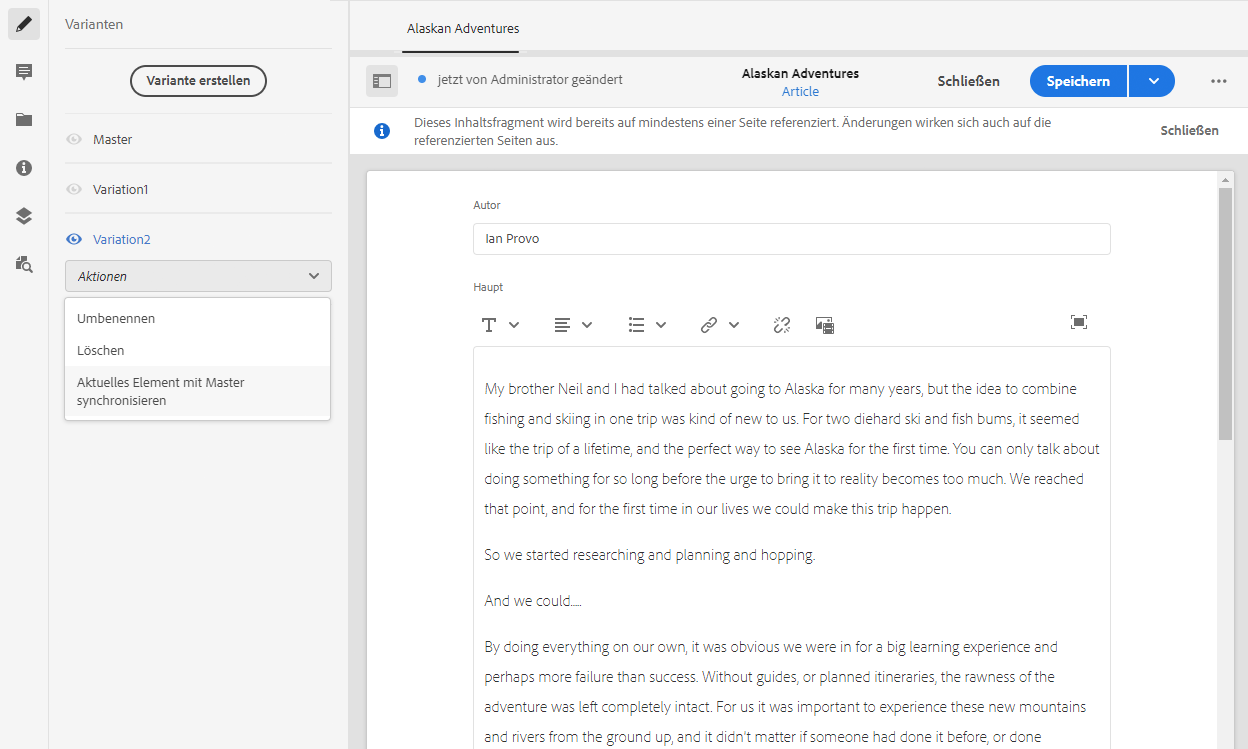 Varianten
Variante erstellen
Master
Variation1
Variation2
Aktionen
Umbenennen
Löschen
Aktuelles Element mit Master
synchronisieren
Alaskan Adventures
jetzt von Administrator geändert
Alaskan Adventures
Article
Schließen
Speichern
Dieses Inhaltsfragment wird bereits auf mindestens einer Seite referenziert. Änderungen wirken sich auch auf die
referenzierten Seiten aus.
Schließen
Autor
Ian Provo
Haupt
My brother Neil and I had talked about going to Alaska for many years, but the idea to combine
fishing and skiing in one trip was kind of new to us. For two diehard ski and fish bums, it seemed
like the trip of a lifetime, and the perfect way to see Alaska for the first time. You can only talk about
doing something for so long before the urge to bring it to reality becomes too much. We reached
that point, and for the first time in our lives we could make this trip happen.
So we started researching and planning and hopping.
And we could.....
By doing everything on our own, it was obvious we were in for a big learning experience and
perhaps more failure than success. Without guides, or planned itineraries, the rawness of the
adventure was left completely intact. For us it was important to experience these new mountains
and rivers from the ground up, and it didn't matter if someone had done it before, or done